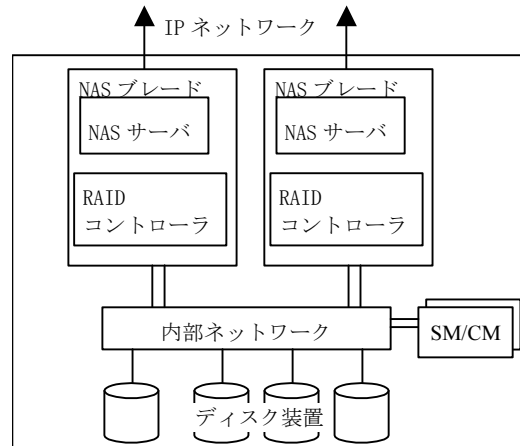 IP ネットワーク
NAS ブレード
NAS サーバ
RAID
コントローラ
NAS ブレード
NAS サーバ
RAID
コントローラ
内部ネットワーク
SM/CM
ディスク装置